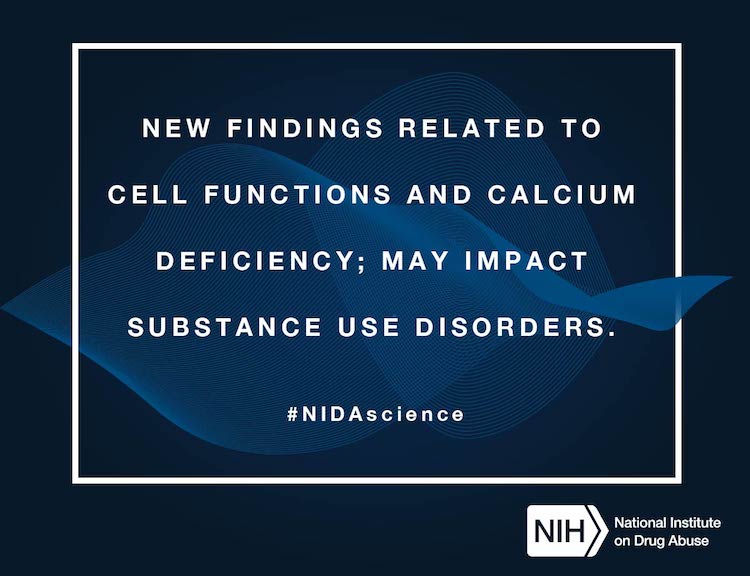 NEW FINDINGS RELATED TO
CELL FUNCTIONS AND CALCIUM
DEFICIENCY; MAY IMPACT
SUBSTANCE USE DISORDERS.
#NIDAscience
NIH
National Institute
on Drug Abuse